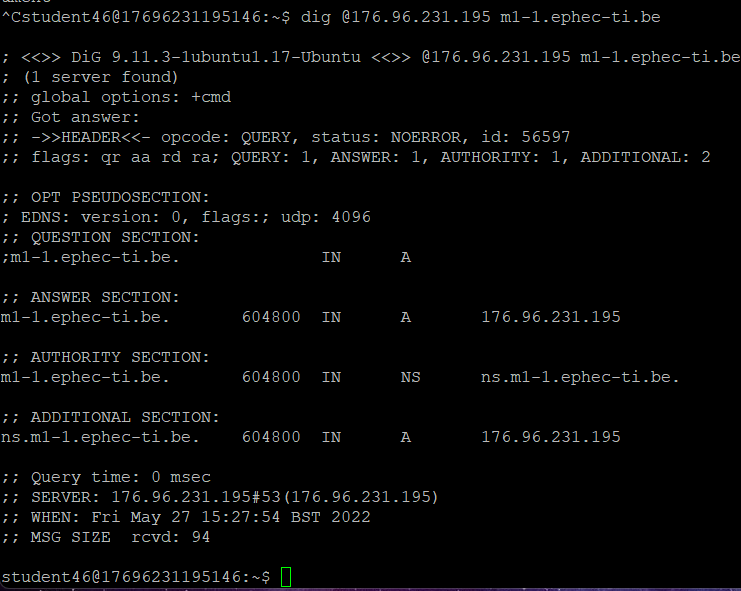 ^Cstudent46@17696231195146:~$ dig @176.96.231.195 m1-1.ephec-ti.be
; <<>> DiG 9.11.3-1ubuntu1.17-Ubuntu <<>> @176.96.231.195 m1-1.ephec-ti.be
; (1 server found)
;; global options: +cmd
;; Got answer:
;; ->>HEADER<<- opcode: QUERY, status: NOERROR, id: 56597
;; flags: qr aa rd ra; QUERY: 1, ANSWER: 1, AUTHORITY: 1, ADDITIONAL: 2
;; OPT PSEUDOSECTION:
; EDNS: version: 0, flags:; udp: 4096
;; QUESTION SECTION:
;m1-1.ephec-ti.be. IN A
;; ANSWER SECTION:
m1-1.ephec-ti.be. 604800 IN A 176.96.231.195
;; AUTHORITY SECTION:
m1-1.ephec-ti.be. 604800 IN NS ns.m1-1.ephec-ti.be.
;; ADDITIONAL SECTION:
ns.m1-1.ephec-ti.be. 604800 IN A 176.96.231.195
;; Query time: 0 msec
;; SERVER: 176.96.231.195#53(176.96.231.195)
;; WHEN: Fri May 27 15:27:54 BST 2022
;; MSG SIZE rcvd: 94
student46@17696231195146:~$